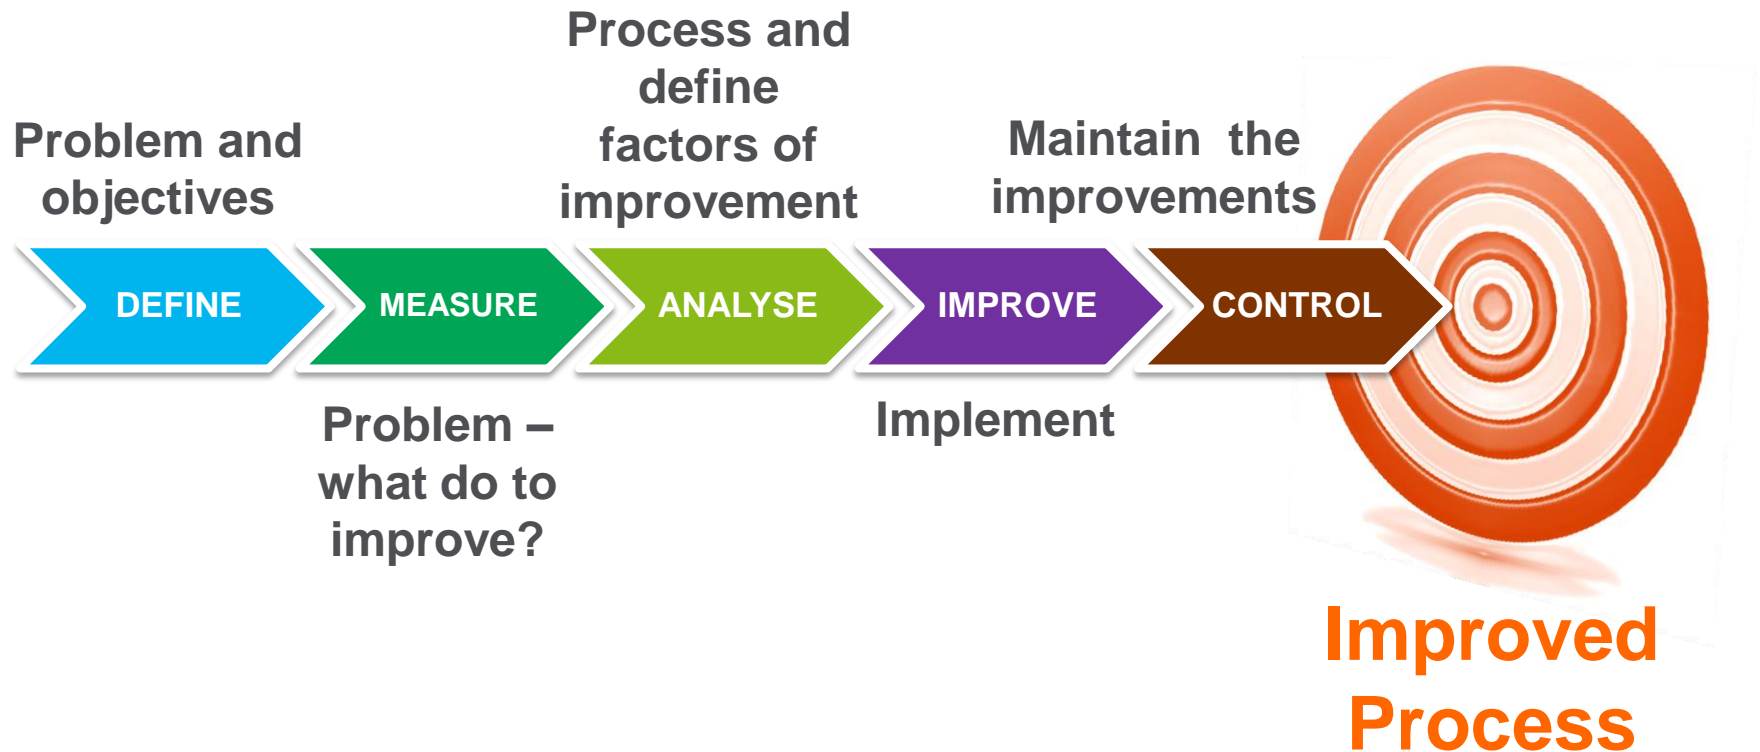 Problem and
objectives
DEFINE
MEASURE
Problem –
what do to
improve?
Process and
define
factors of
improvement
ANALYSE
IMPROVE
Implement
Maintain the
improvements
CONTROL
Improved
Process